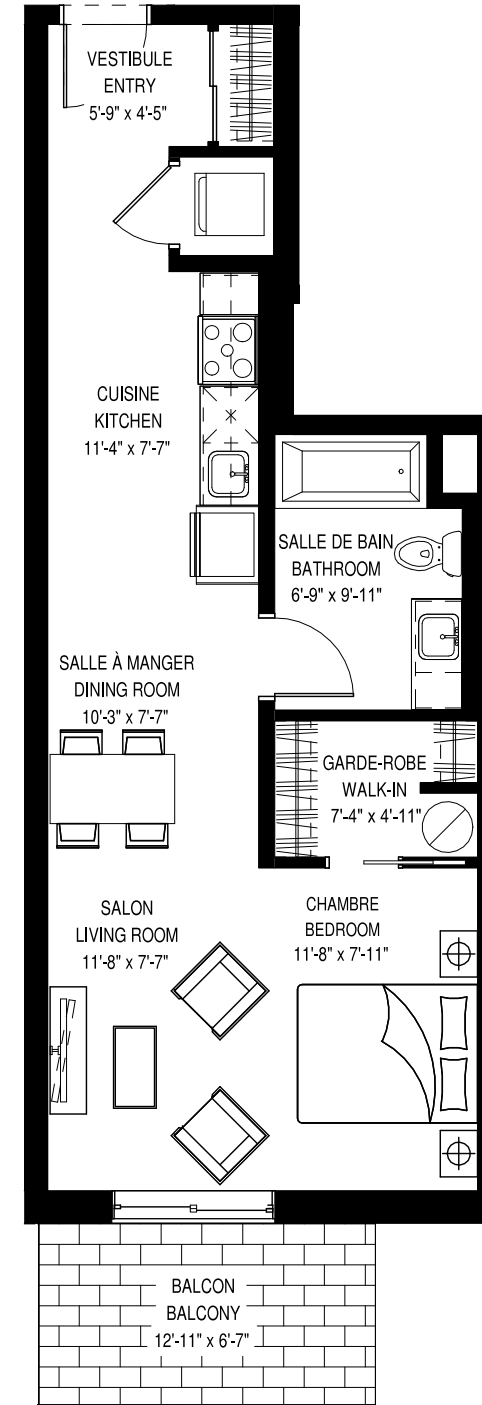 VESTIBULE
ENTRY
5'-9" x 4'-5"
CUISINE
KITCHEN
11'-4" x 7'-7"
SALLE DE BAIN
BATHROOM
6'-9" x 9'-11"
SALLE À MANGER
DINING ROOM
10'-3" x 7'-7"
GARDE-ROBE
WALK-IN
7'-4" x 4'-11"
SALON
LIVING ROOM
11'-8" x 7'-7"
CHAMBRE
BEDROOM
11'-8" x 7'-11"
BALCON
BALCONY
12'-11" x 6'-7"